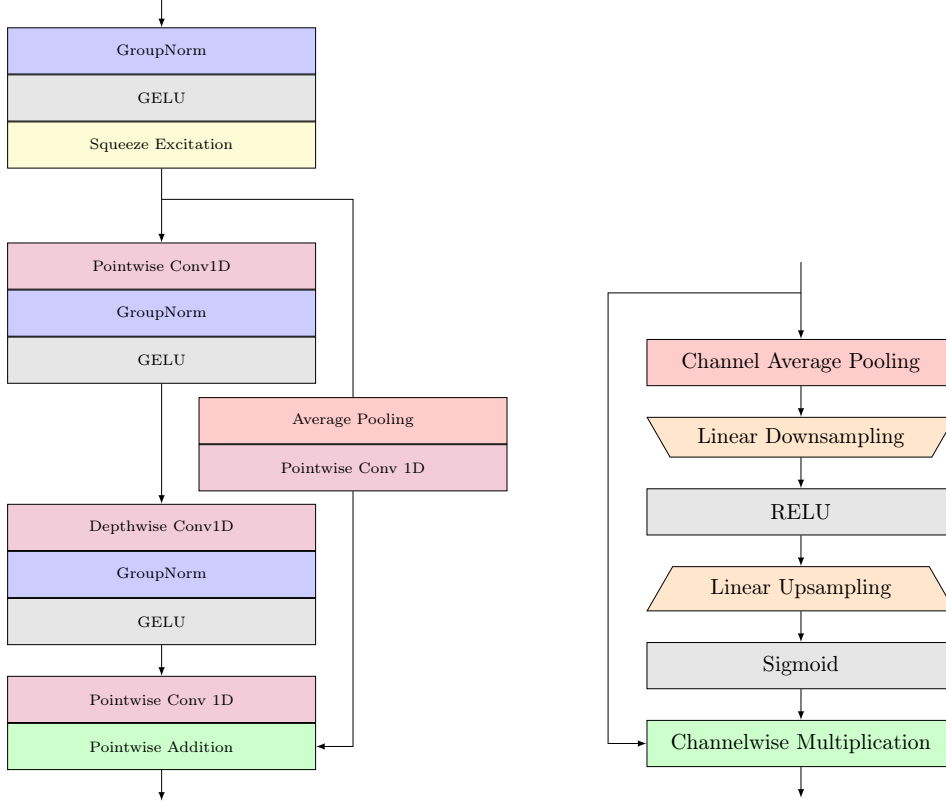 GroupNorm
GELU
Squeeze Excitation
Pointwise Conv1D
GroupNorm
GELU
Average Pooling
Pointwise Conv 1D
Depthwise Conv1D
GroupNorm
GELU
Pointwise Conv 1D
Pointwise Addition
Channel Average Pooling
Linear Downsampling
RELU
Linear Upsampling
Sigmoid
Channelwise Multiplication